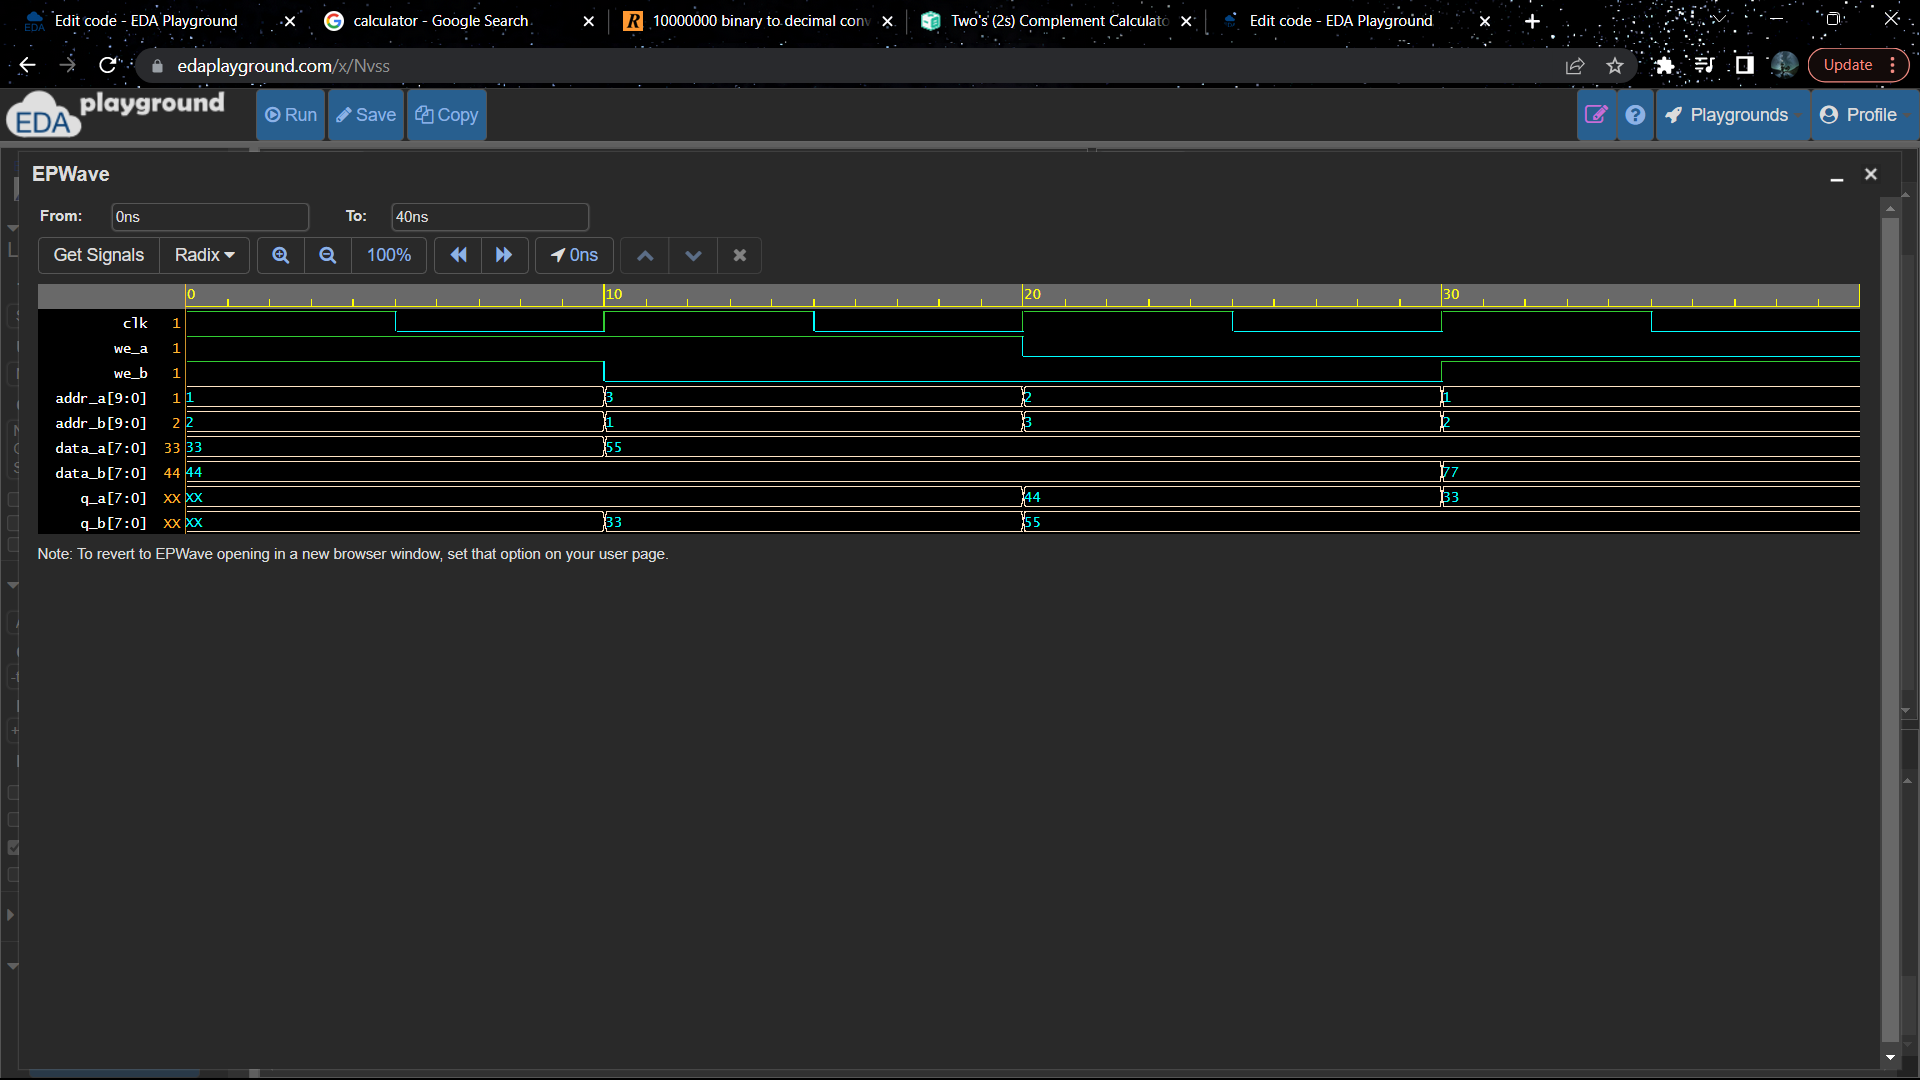 Edit code - EDA Playground
calculator - Google Search
10000000 binary to decimal con
Two's (2s) Complement Calculato
Edit code - EDA Playground
edaplayground.com/x/Nvss
Update
EDA playground
Run
Save
Copy
Playgrounds
Profile
EPWave
From: 0ns To: 40ns
Get Signals Radix 100% 0ns
0 10 20 30
clk 1
we_a 1
we_b 1
addr_a[9:0] 1 1 3 2 1
addr_b[9:0] 2 2 1 3 2
data_a[7:0] 33 33 55
data_b[7:0] 44 44 77
q_a[7:0] XX XX 44 33
q_b[7:0] XX XX 33 55
Note: To revert to EPWave opening in a new browser window, set that option on your user page.